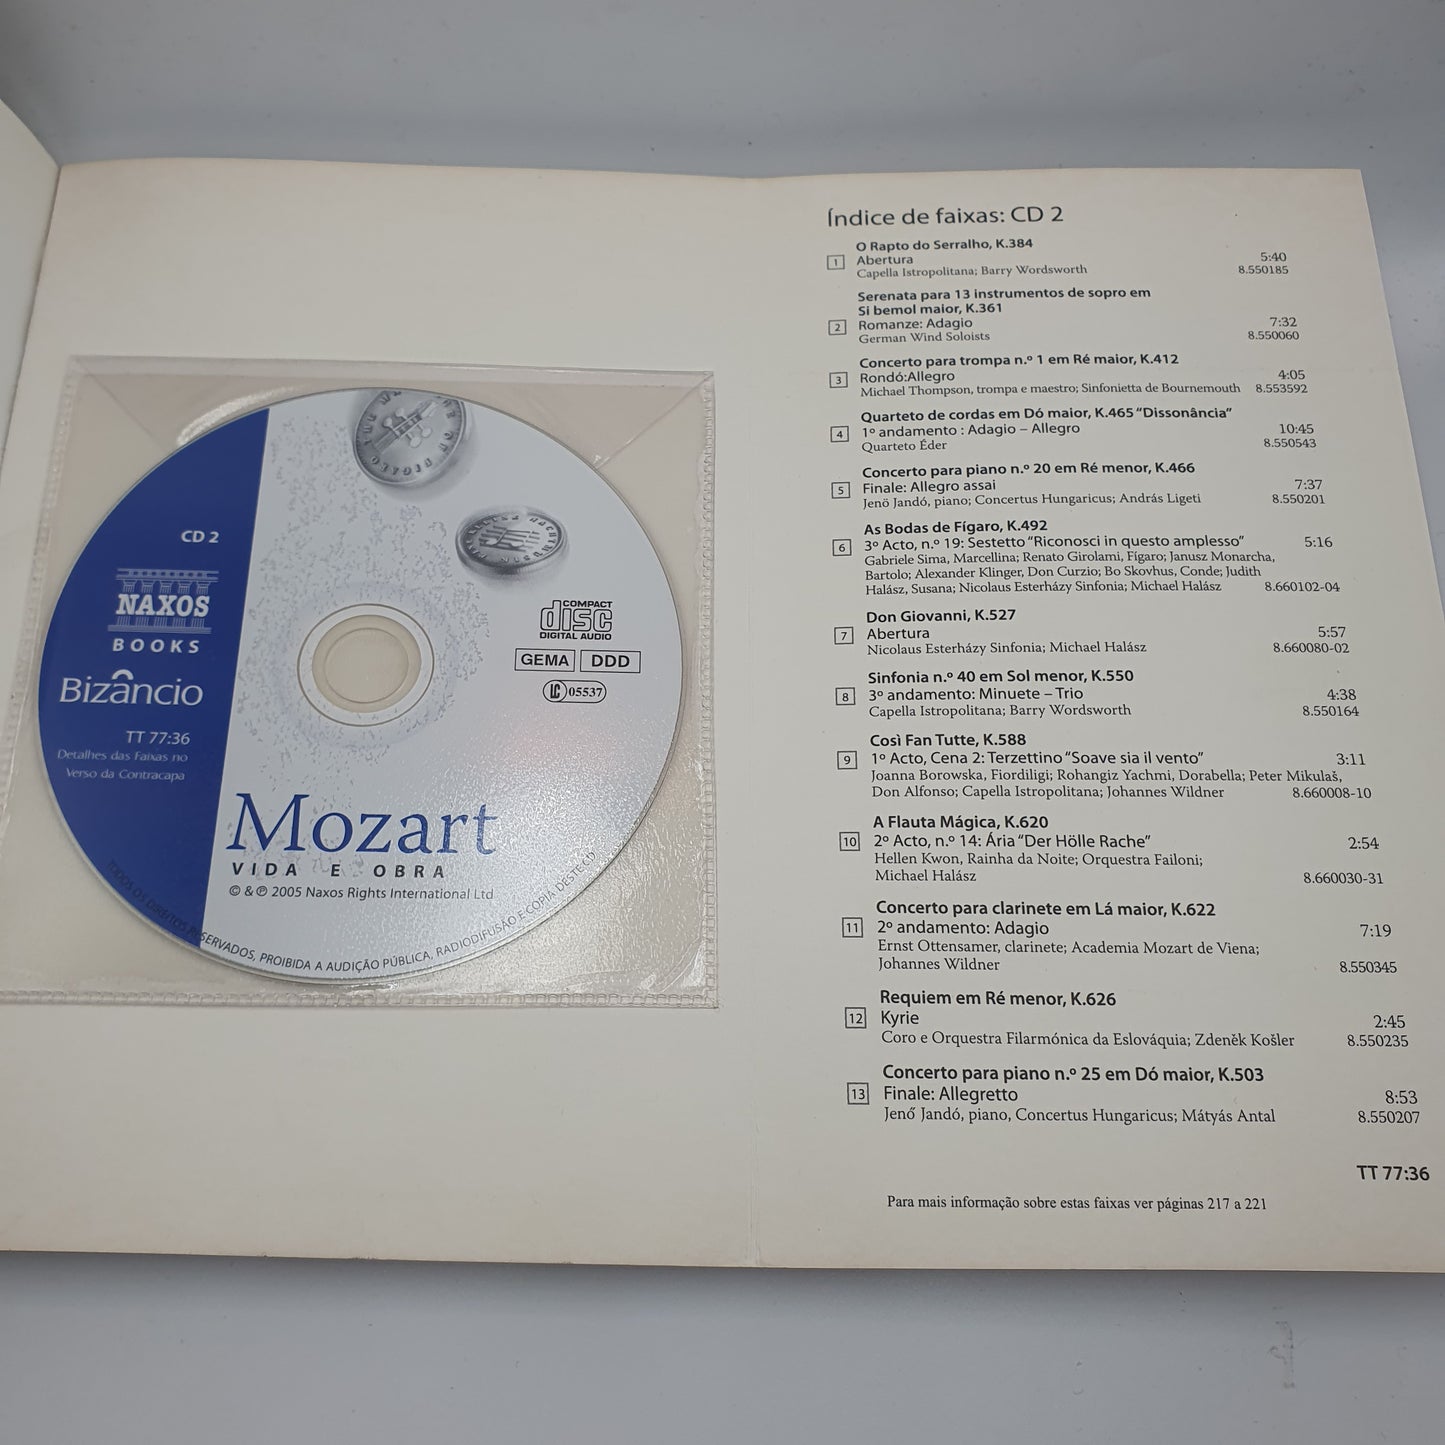 CD 2
NAXOS
BOOKS
Bizâncio
TT 77:36
Detalhes das Faixas no
Verso da Contracapa
COMPACT
disc
DIGITAL AUDIO
GEMA DDD
LC 05537
Mozart
VIDA E OBRA
© & ℗ 2005 Naxos Rights International Ltd
TODOS OS DIREITOS RESERVADOS, PROIBIDA A AUDIÇÃO PÚBLICA, RADIODIFUSÃO E COPIA DESTE CD
Índice de faixas: CD 2
O Rapto do Serralho, K.384
1 Abertura 5:40
Capella Istropolitana; Barry Wordsworth 8.550185
Serenata para 13 instrumentos de sopro em
Si bemol maior, K.361
2 Romanze: Adagio 7:32
German Wind Soloists 8.550060
Concerto para trompa n.º 1 em Ré maior, K.412
3 Rondó:Allegro 4:05
Michael Thompson, trompa e maestro; Sinfonietta de Bournemouth 8.553592
Quarteto de cordas em Dó maior, K.465 “Dissonância”
4 1º andamento : Adagio – Allegro 10:45
Quarteto Éder 8.550543
Concerto para piano n.º 20 em Ré menor, K.466
5 Finale: Allegro assai 7:37
Jenö Jandó, piano; Concertus Hungaricus; András Ligeti 8.550201
As Bodas de Fígaro, K.492
6 3º Acto, n.º 19: Sestetto “Riconosci in questo amplesso” 5:16
Gabriele Sima, Marcellina; Renato Girolami, Fígaro; Janusz Monarcha,
Bartolo; Alexander Klinger, Don Curzio; Bo Skovhus, Conde; Judith
Halász, Susana; Nicolaus Esterházy Sinfonia; Michael Halász 8.660102-04
Don Giovanni, K.527
7 Abertura 5:57
Nicolaus Esterházy Sinfonia; Michael Halász 8.660080-02
Sinfonia n.º 40 em Sol menor, K.550
8 3º andamento: Minuete – Trio 4:38
Capella Istropolitana; Barry Wordsworth 8.550164
Così Fan Tutte, K.588
9 1º Acto, Cena 2: Terzettino “Soave sia il vento” 3:11
Joanna Borowska, Fiordiligi; Rohangiz Yachmi, Dorabella; Peter Mikulaš,
Don Alfonso; Capella Istropolitana; Johannes Wildner 8.660008-10
A Flauta Mágica, K.620
10 2º Acto, n.º 14: Ária “Der Hölle Rache” 2:54
Hellen Kwon, Rainha da Noite; Orquestra Failoni;
Michael Halász 8.660030-31
Concerto para clarinete em Lá maior, K.622
11 2º andamento: Adagio 7:19
Ernst Ottensamer, clarinete; Academia Mozart de Viena;
Johannes Wildner 8.550345
Requiem em Ré menor, K.626
12 Kyrie 2:45
Coro e Orquestra Filarmónica da Eslováquia; Zdeněk Košler 8.550235
Concerto para piano n.º 25 em Dó maior, K.503
13 Finale: Allegretto 8:53
Jenő Jandó, piano, Concertus Hungaricus; Mátyás Antal 8.550207
TT 77:36
Para mais informação sobre estas faixas ver páginas 217 a 221